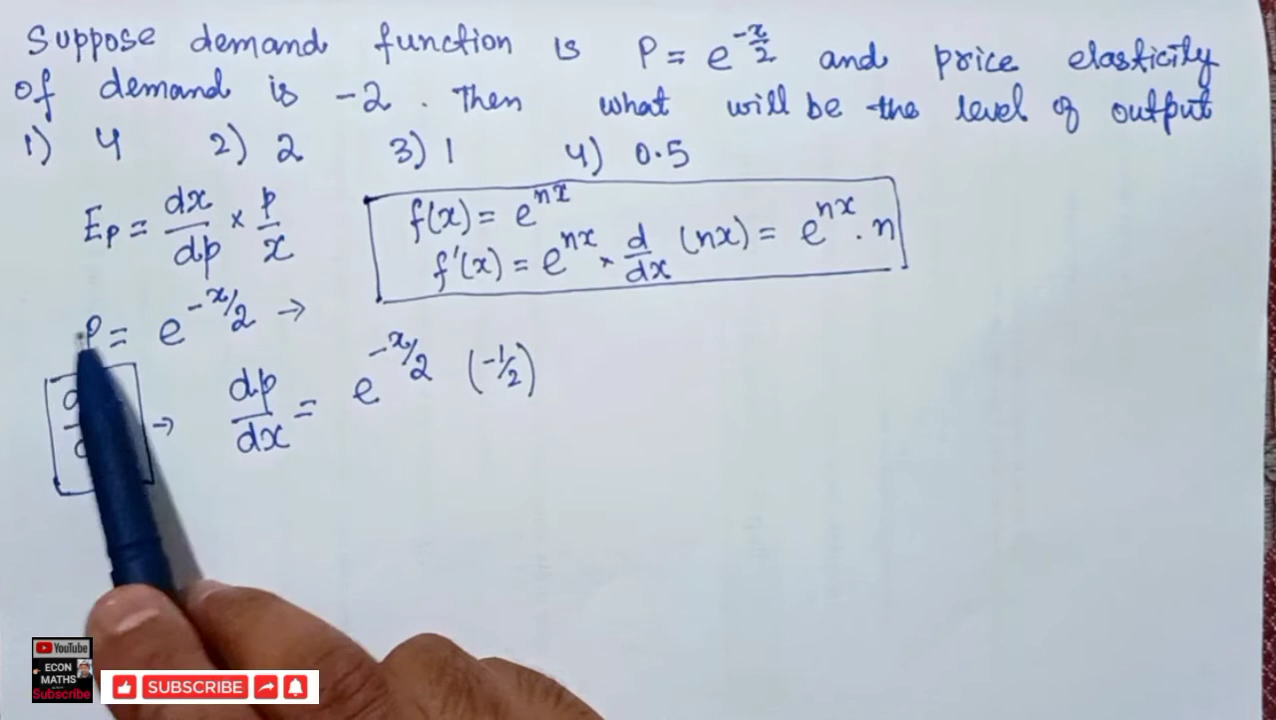 Suppose demand function is P = e^{-x/2} and price elasticity
of demand is -2. Then what will be the level of output
1) 4 2) 2 3) 1 4) 0.5
Ep = dx/dp × p/x
f(x) = e^{nx}
f'(x) = e^{nx} × d/dx (nx) = e^{nx} . n
P = e^{-x/2} →
→ dp/dx = e^{-x/2} (-1/2)
YouTube
ECON
MATHS
Subscribe
SUBSCRIBE